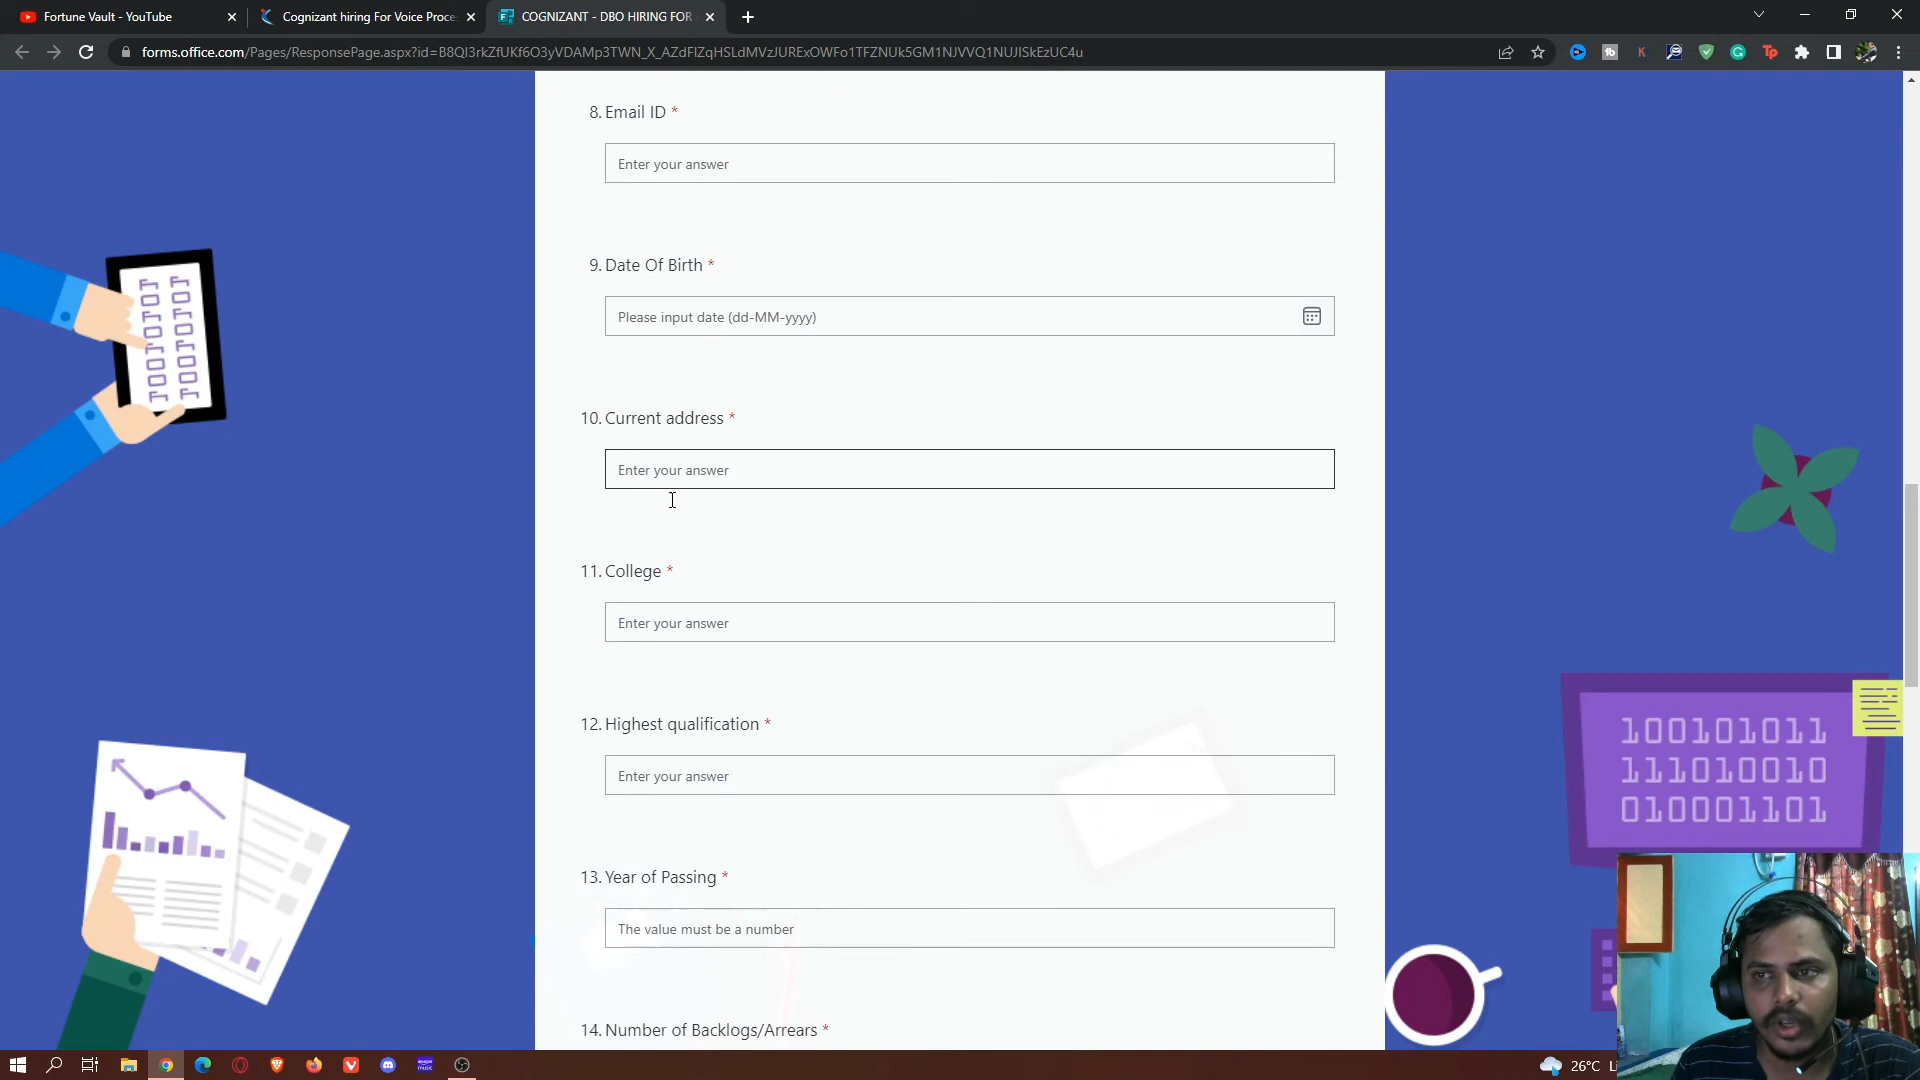 Fortune Vault - YouTube
Cognizant hiring For Voice Proce
COGNIZANT - DBO HIRING FOR
forms.office.com/Pages/ResponsePage.aspx?id=B8QI3rkZfUKf6O3yVDAMp3TWN_X_AZdFlZqHSLdMVzJURExOWFo1TFZNUk5GM1NJVVQ1NUJISkEzUC4u
8. Email ID *
Enter your answer
9. Date Of Birth *
Please input date (dd-MM-yyyy)
10. Current address *
Enter your answer
11. College *
Enter your answer
12. Highest qualification *
Enter your answer
13. Year of Passing *
The value must be a number
14. Number of Backlogs/Arrears *
100101011
111010010
010001101
26°C Li